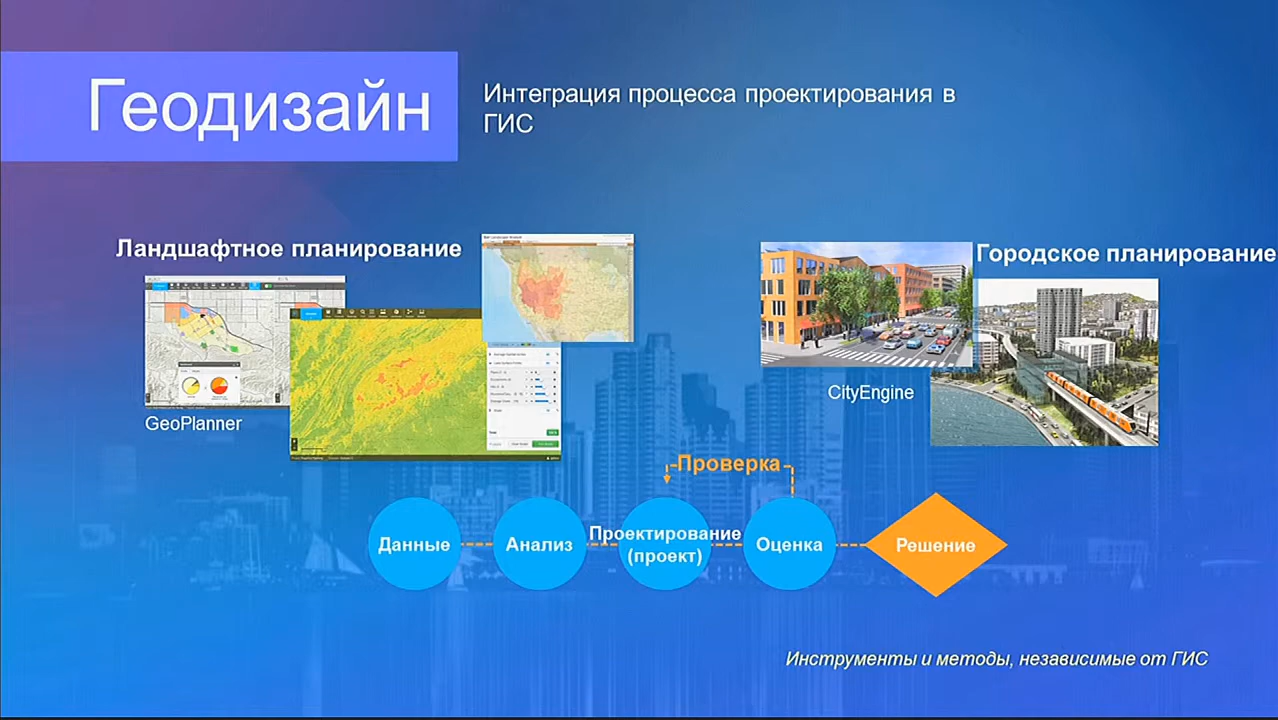 Геодизайн
Интеграция процесса проектирования в
ГИС
Ландшафтное планирование
Городское планирование
GeoPlanner
CityEngine
Проверка
Данные
Анализ
Проектирование
(проект)
Оценка
Решение
Инструменты и методы, независимые от ГИС